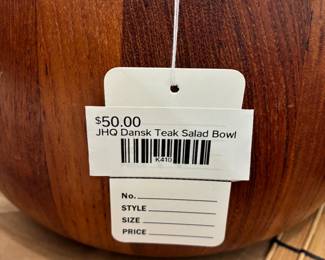 $50.00
JHQ Dansk Teak Salad Bowl
K410
No.
STYLE
SIZE
PRICE